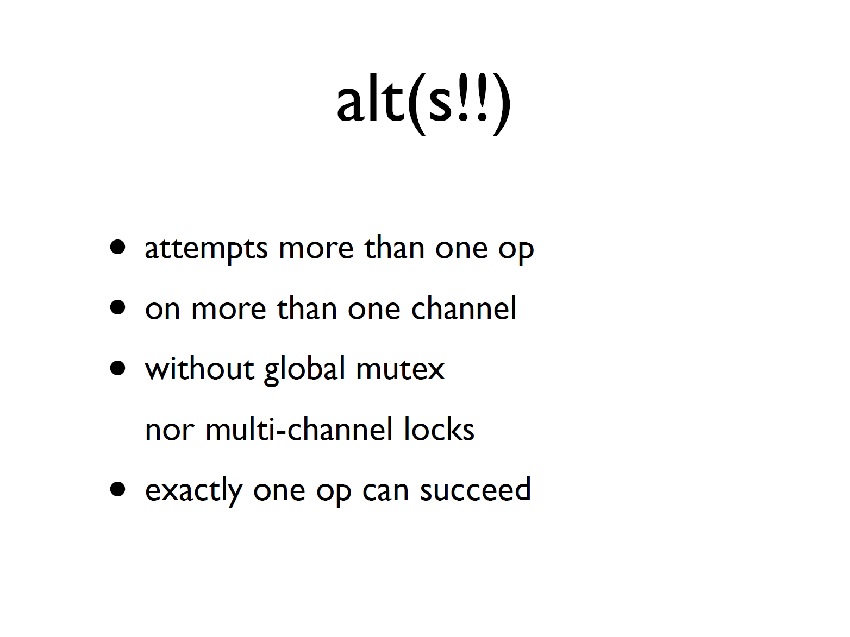 alt(s!!)
• attempts more than one op
• on more than one channel
• without global mutex
nor multi-channel locks
• exactly one op can succeed